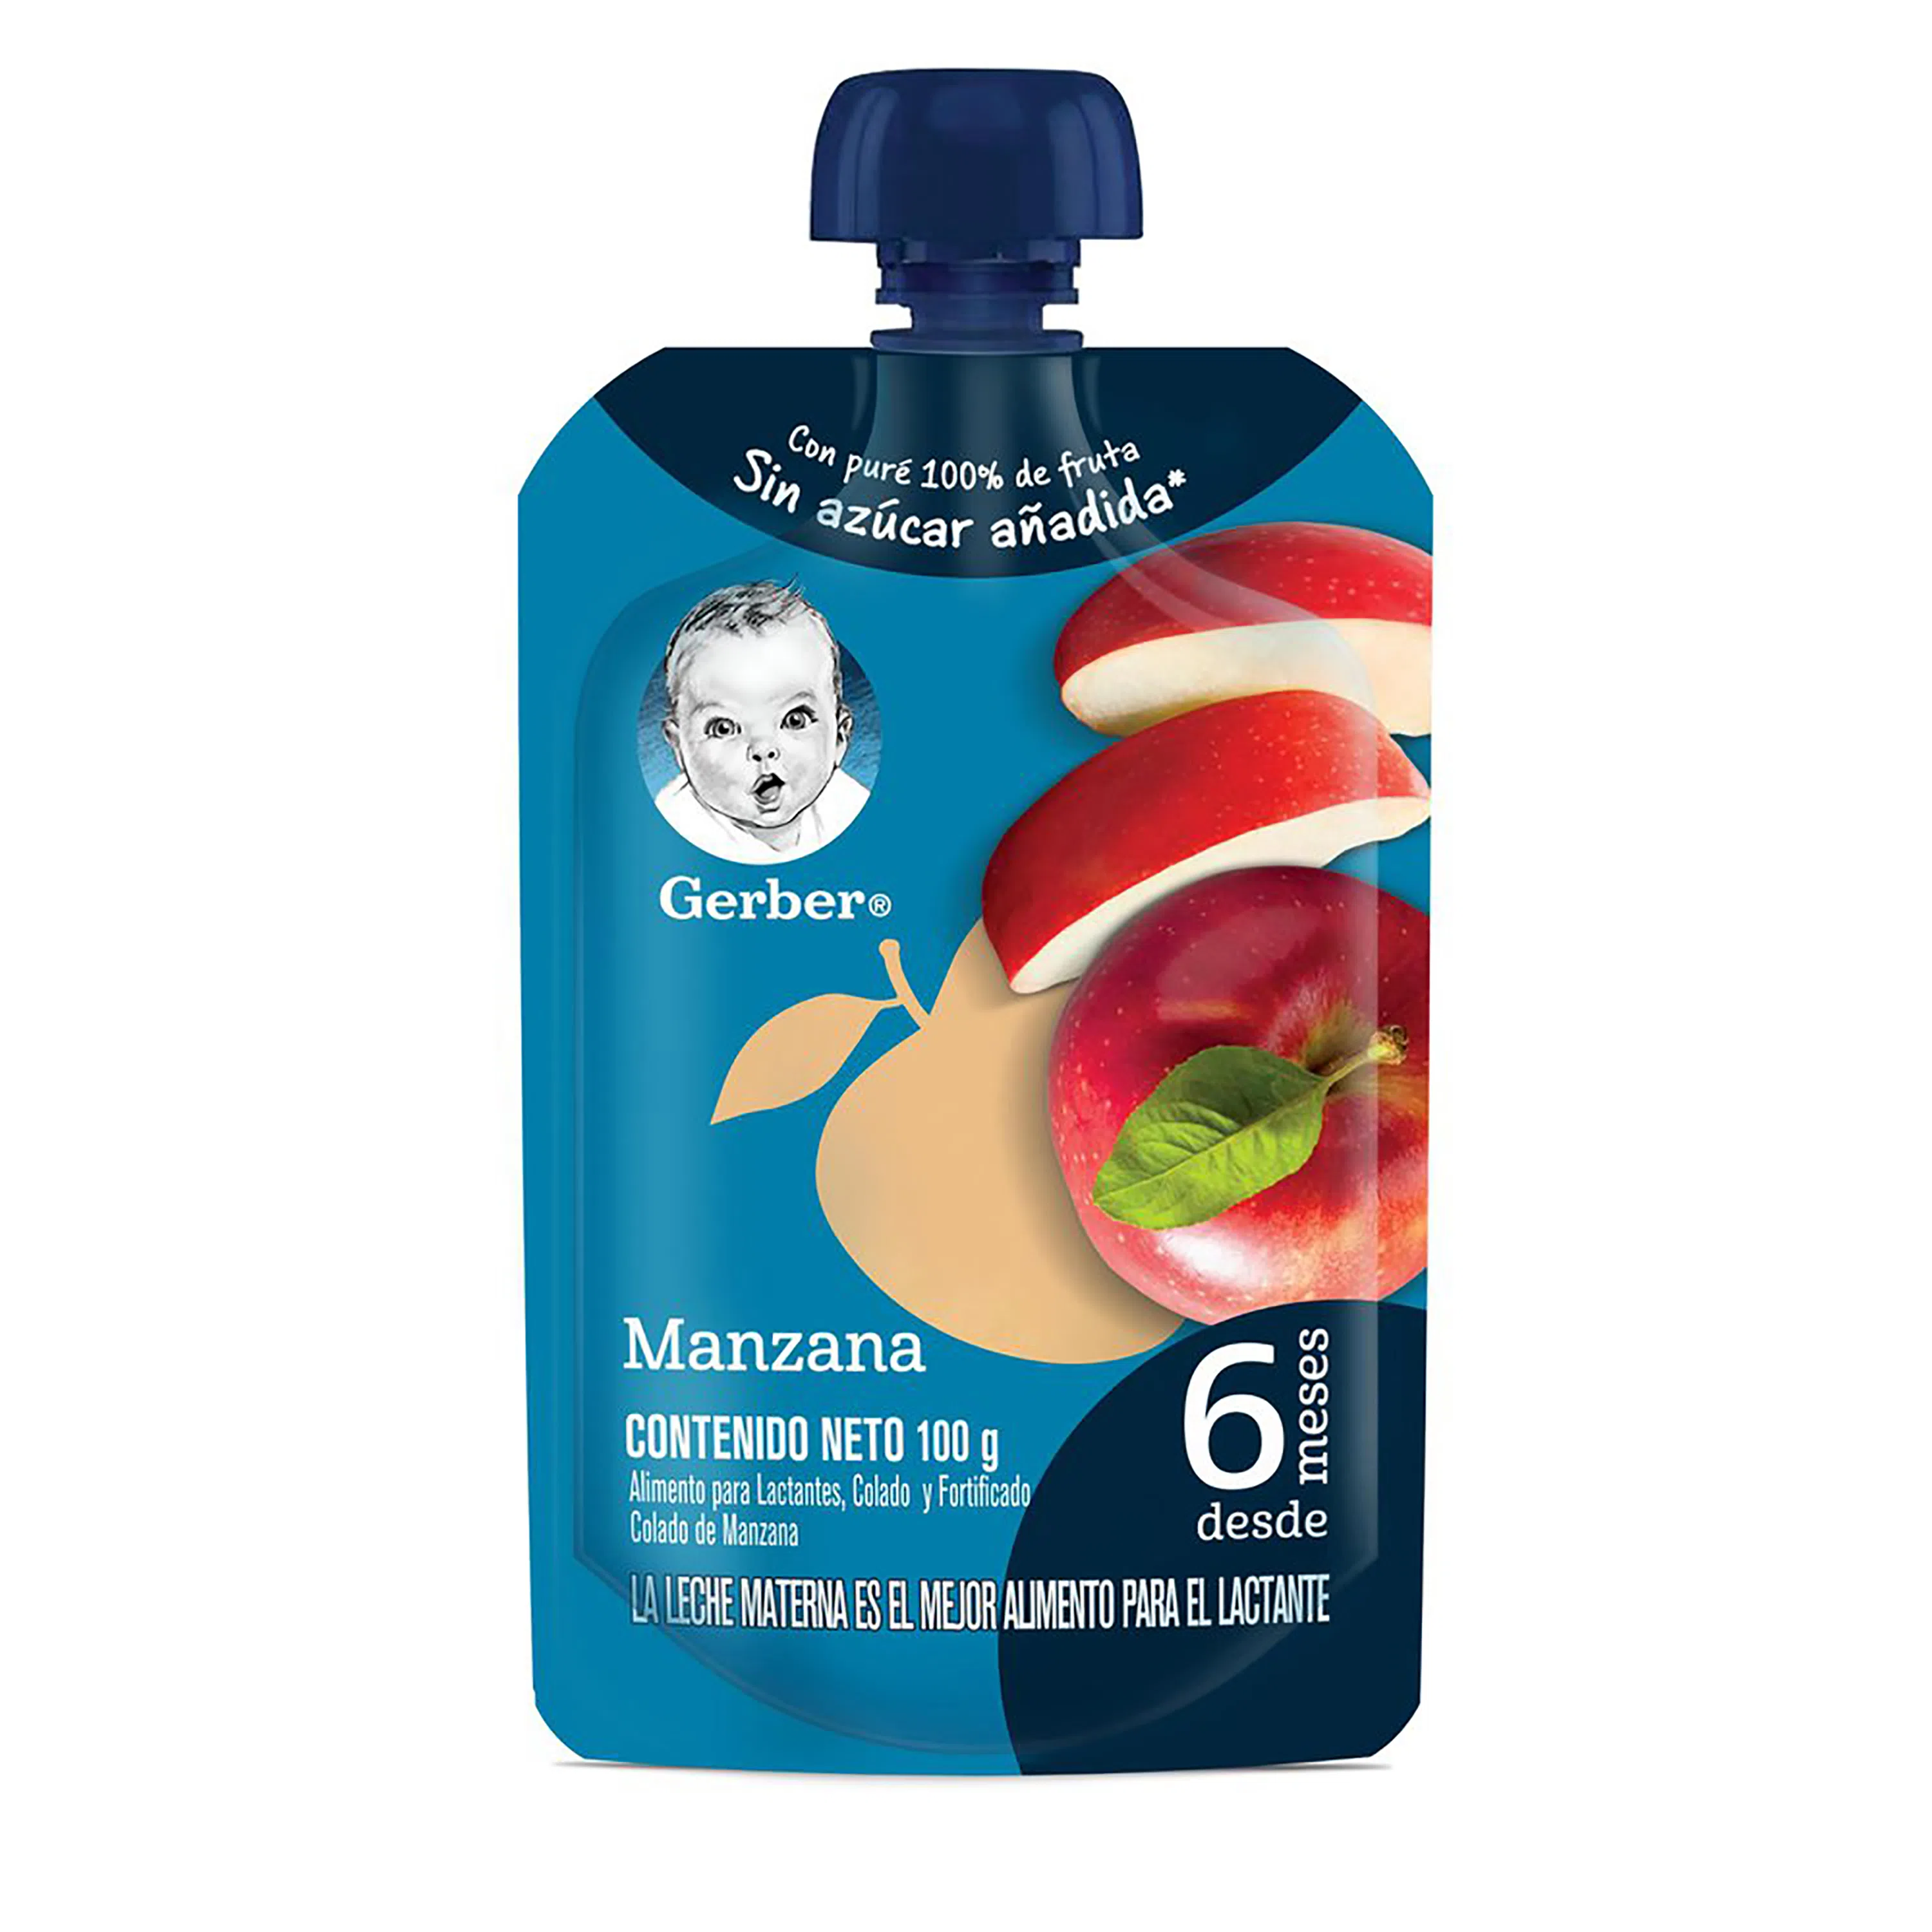 Con puré 100% de fruta
Sin azúcar añadida*
Gerber®
Manzana
CONTENIDO NETO 100 g
Alimento para Lactantes, Colado y Fortificado
Colado de Manzana
6 meses
desde
LA LECHE MATERNA ES EL MEJOR ALIMENTO PARA EL LACTANTE